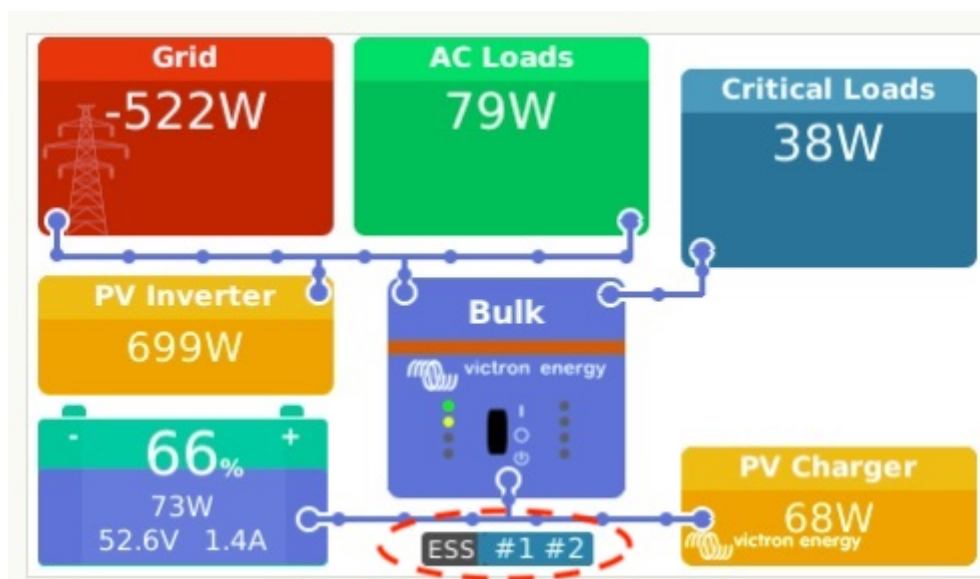 Grid
-522W
AC Loads
79W
Critical Loads
38W
PV Inverter
699W
Bulk
victron energy
- +
66%
73W
52.6V 1.4A
PV Charger
68W
victron energy
ESS #1 #2